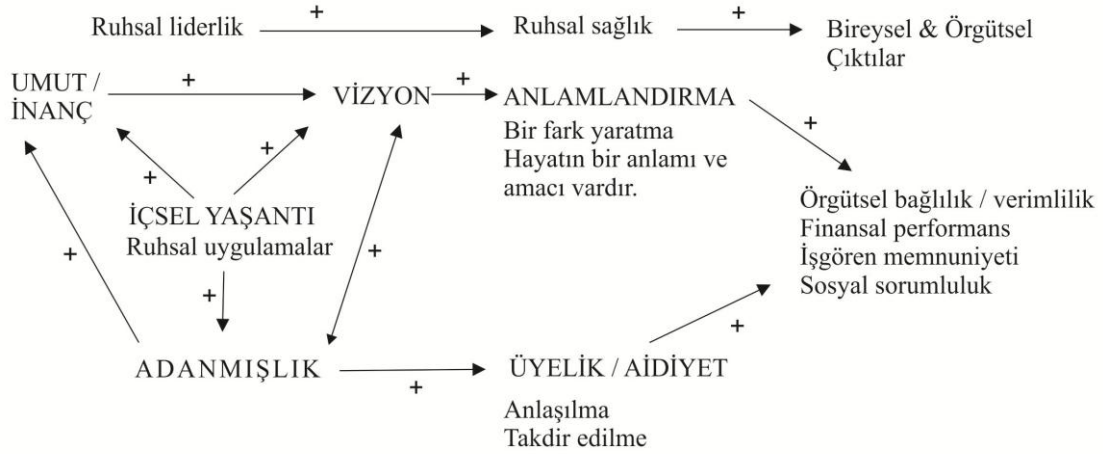 Ruhsal liderlik
+
Ruhsal sağlık
+
Bireysel & Örgütsel
Çıktılar
UMUT /
İNANÇ
+
VİZYON
+
ANLAMLANDIRMA
Bir fark yaratma
Hayatın bir anlamı ve
amacı vardır.
+
+
+
İÇSEL YAŞANTI
Ruhsal uygulamalar
+
+
+
Örgütsel bağlılık / verimlilik
Finansal performans
İşgören memnuniyeti
Sosyal sorumluluk
+
ADANMIŞLIK
+
ÜYELİK / AİDİYET
Anlaşılma
Takdir edilme